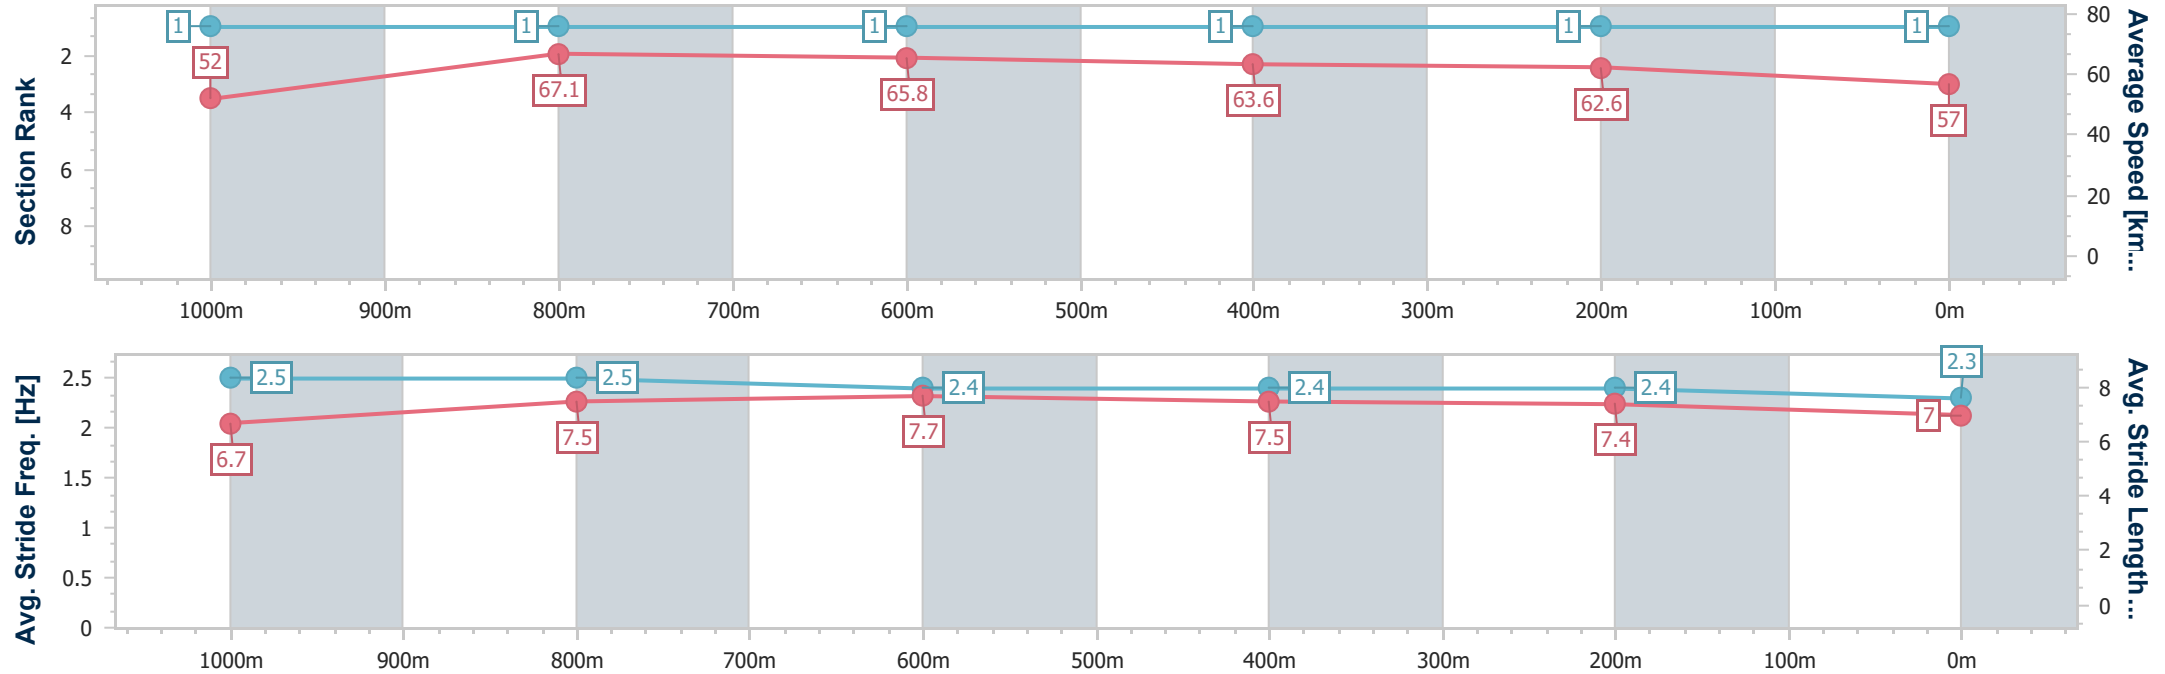 Section Rank
2
4
6
8
1
1
1
1
1
1
52
67.1
65.8
63.6
62.6
57
80
60
40
20
0
Average Speed [km...
1000m
900m
800m
700m
600m
500m
400m
300m
200m
100m
0m
Avg. Stride Freq. [Hz]
2.5
2
1.5
1
0.5
0
2.5
2.5
2.4
2.4
2.4
2.3
6.7
7.5
7.7
7.5
7.4
7
8
6
4
2
0
Avg. Stride Length...
1000m
900m
800m
700m
600m
500m
400m
300m
200m
100m
0m